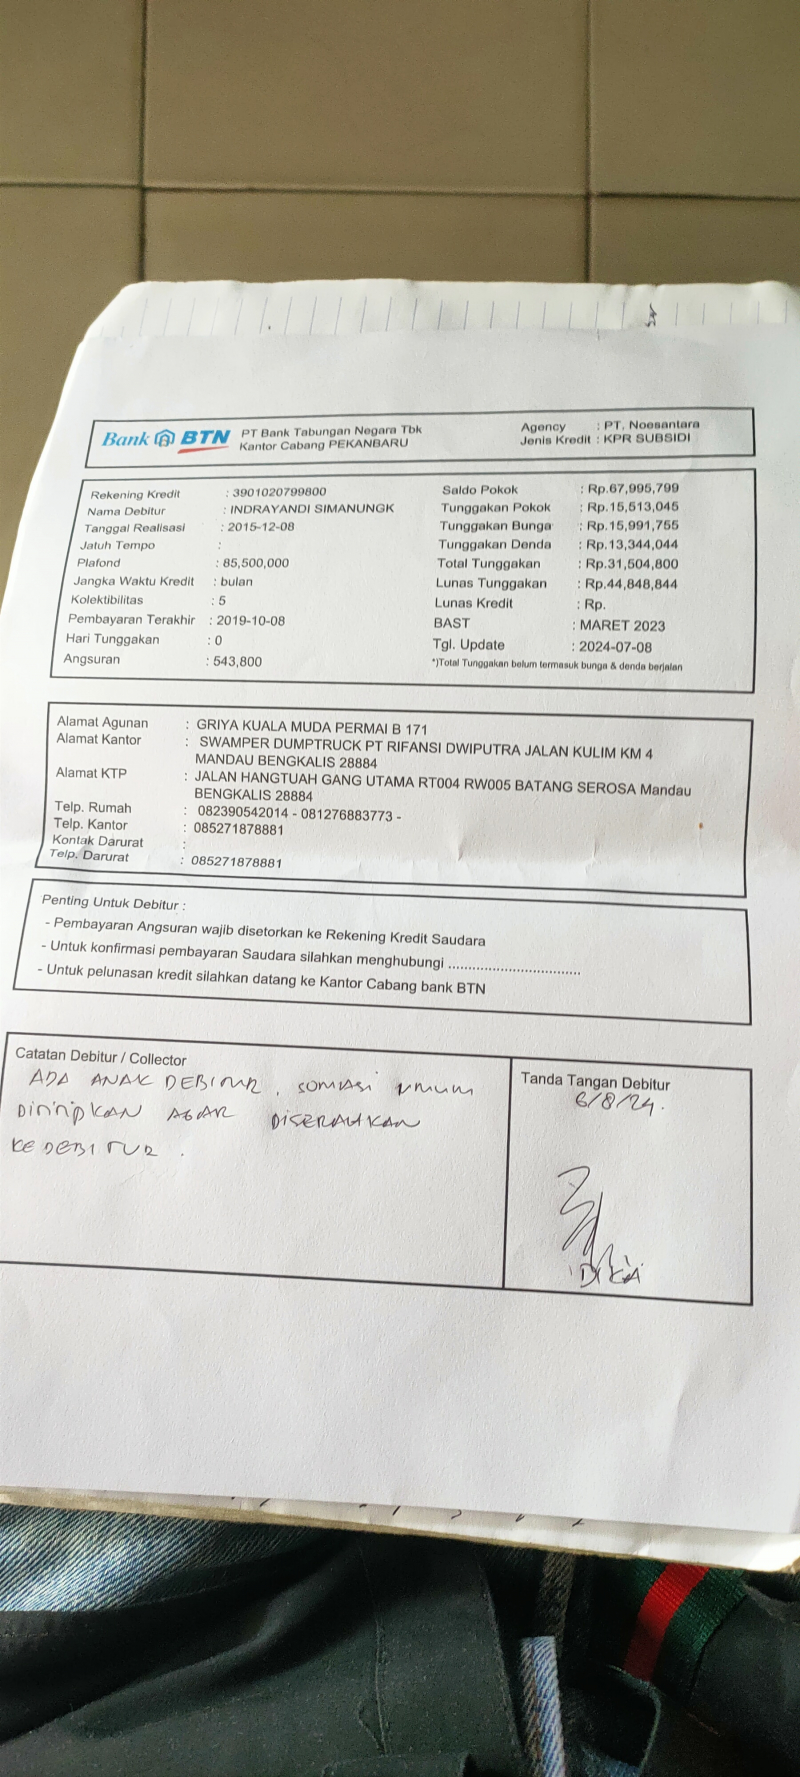 Bank BTN PT Bank Tabungan Negara Tbk
Kantor Cabang PEKANBARU
Agency : PT. Noesantara
Jenis Kredit : KPR SUBSIDI
Rekening Kredit : 3901020799800
Nama Debitur : INDRAYANDI SIMANUNGK
Tanggal Realisasi : 2015-12-08
Jatuh Tempo :
Plafond : 85,500,000
Jangka Waktu Kredit : bulan
Kolektibilitas : 5
Pembayaran Terakhir : 2019-10-08
Hari Tunggakan : 0
Angsuran : 543,800
Saldo Pokok : Rp.67,995,799
Tunggakan Pokok : Rp.15,513,045
Tunggakan Bunga : Rp.15,991,755
Tunggakan Denda : Rp.13,344,044
Total Tunggakan : Rp.31,504,800
Lunas Tunggakan : Rp.44,848,844
Lunas Kredit : Rp.
BAST : MARET 2023
Tgl. Update : 2024-07-08
*)Total Tunggakan belum termasuk bunga & denda berjalan
Alamat Agunan : GRIYA KUALA MUDA PERMAI B 171
Alamat Kantor : SWAMPER DUMPTRUCK PT RIFANSI DWIPUTRA JALAN KULIM KM 4
MANDAU BENGKALIS 28884
Alamat KTP : JALAN HANGTUAH GANG UTAMA RT004 RW005 BATANG SEROSA Mandau
BENGKALIS 28884
Telp. Rumah : 082390542014 - 081276883773 -
Telp. Kantor : 085271878881
Kontak Darurat :
Telp. Darurat : 085271878881
Penting Untuk Debitur :
- Pembayaran Angsuran wajib disetorkan ke Rekening Kredit Saudara
- Untuk konfirmasi pembayaran Saudara silahkan menghubungi .................................
- Untuk pelunasan kredit silahkan datang ke Kantor Cabang bank BTN
Catatan Debitur / Collector
ADA ANAK DEBITUR. SOMASI UMUM
DITITIPKAN AGAR DISERAHKAN
KE DEBITUR.
Tanda Tangan Debitur
6/8/24.
DIKA